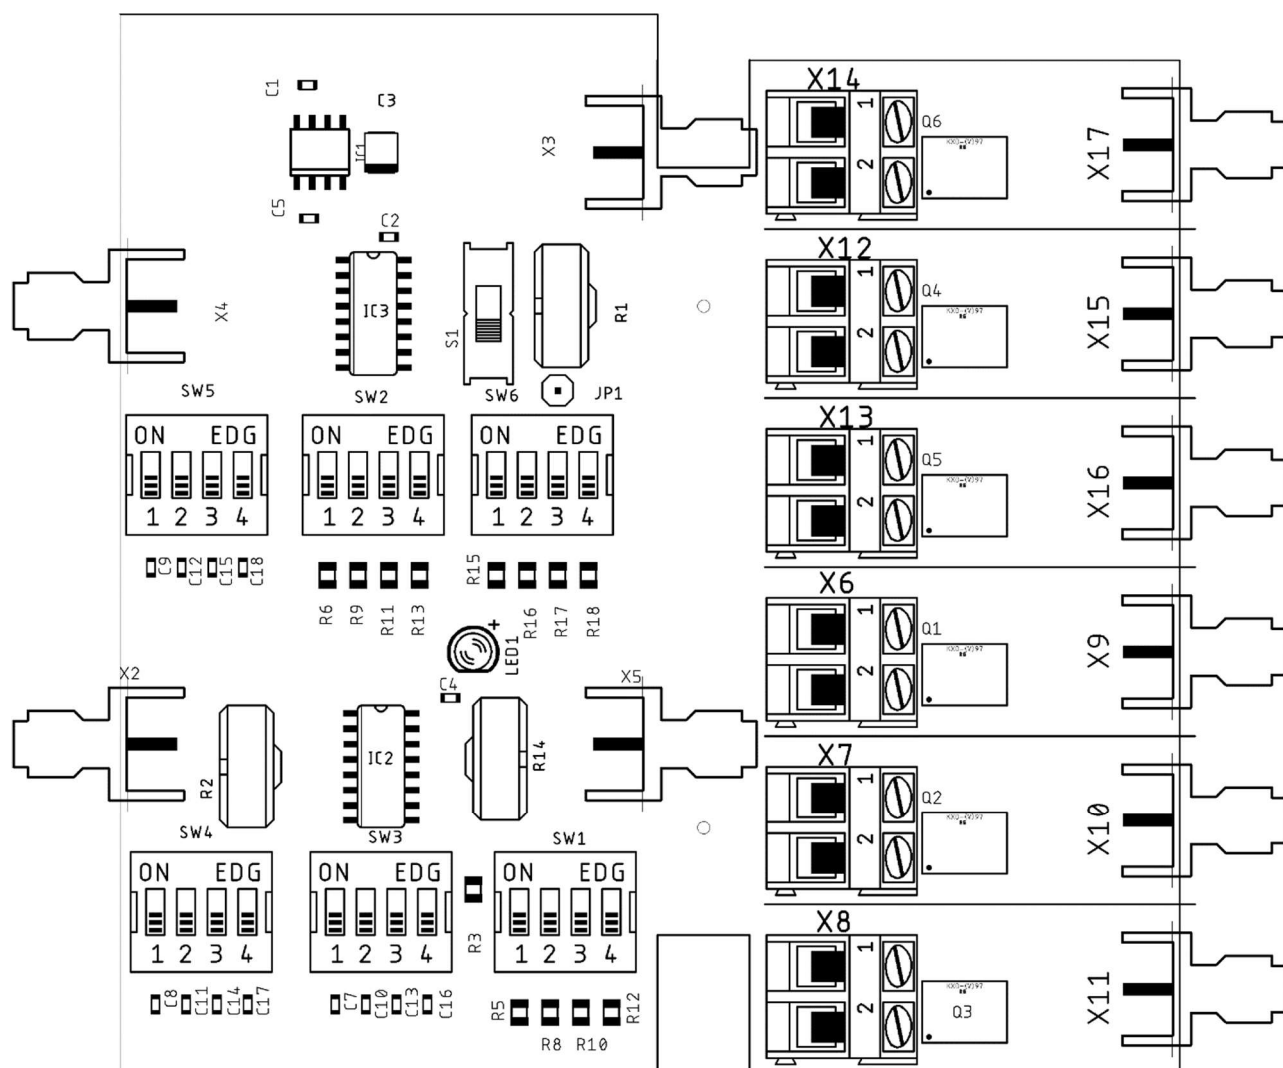 C1
C3
IC1
C5
C2
X3
X4
IC3
S1
R1
SW5
SW2
SW6
JP1
ON EDG
1 2 3 4
ON EDG
1 2 3 4
ON EDG
1 2 3 4
C9
C12
C15
C18
R6
R9
R11
R13
R15
R16
R17
R18
+
LED1
X2
C4
X5
R2
IC2
R14
SW4
SW3
SW1
ON EDG
1 2 3 4
ON EDG
1 2 3 4
R3
ON EDG
1 2 3 4
C8
C11
C14
C17
C7
C10
C13
C16
R5
R8
R10
R12
X14
1
2
Q6
X17
X12
1
2
Q4
X15
X13
1
2
Q5
X16
X6
1
2
Q1
X9
X7
1
2
Q2
X10
X8
1
2
Q3
X11